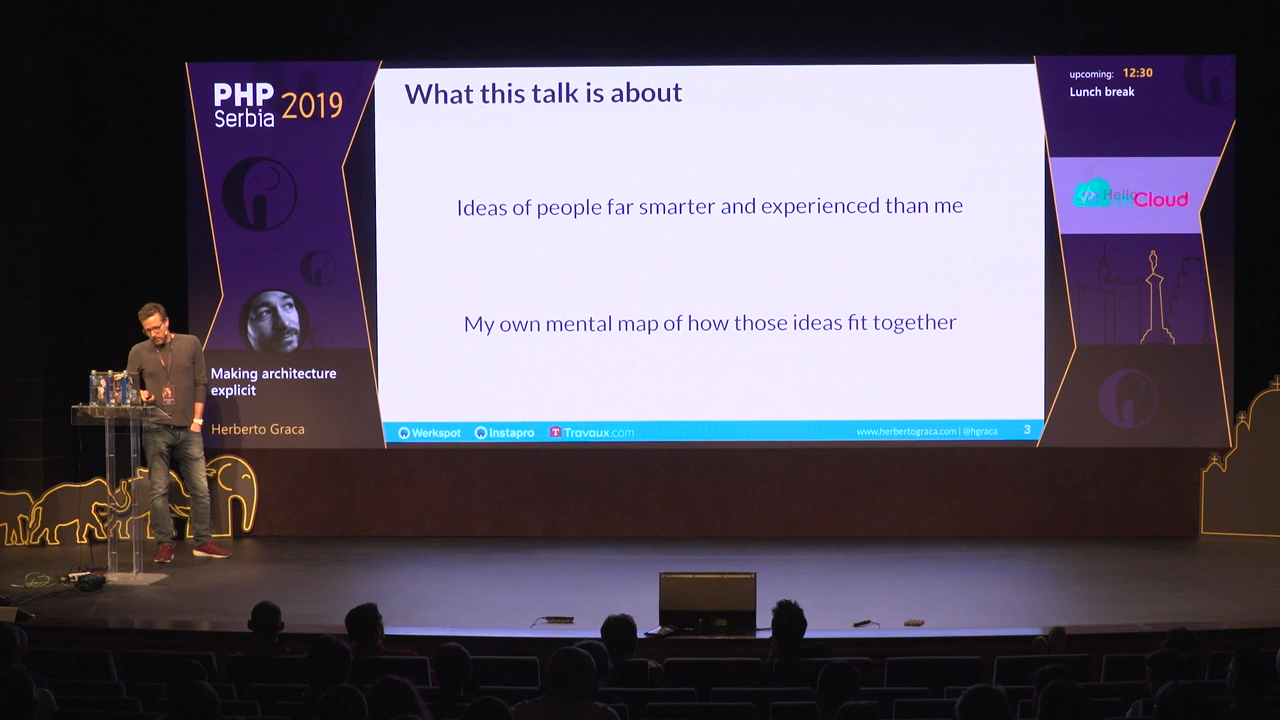 PHP
Serbia 2019
What this talk is about
Ideas of people far smarter and experienced than me
My own mental map of how those ideas fit together
Werkspot Instapro Travaux.com
www.herbertograca.com | @hgraca 3
Making architecture
explicit
Herberto Graca
upcoming: 12:30
Lunch break
Hello
Cloud